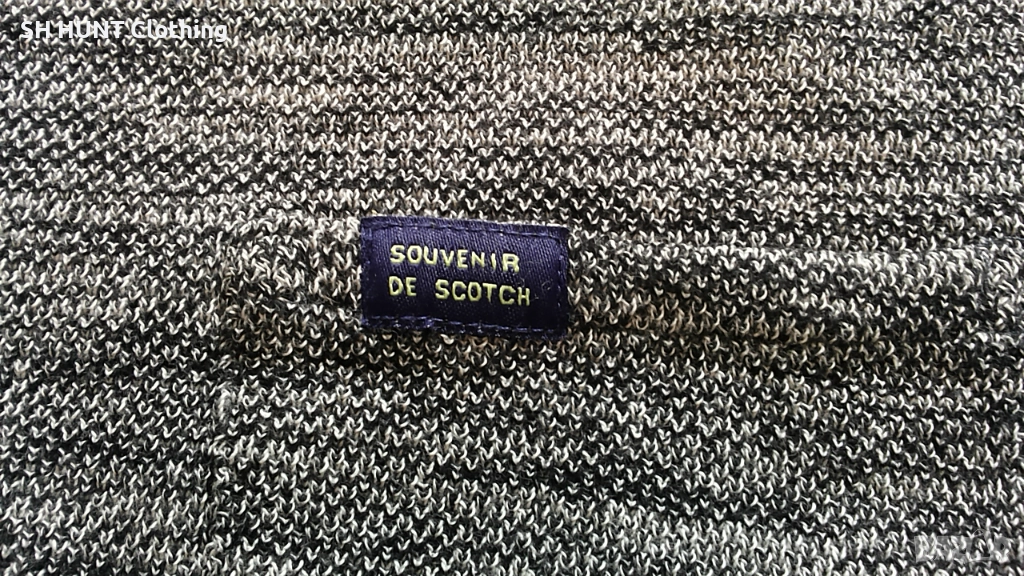 SH HUNT Clothing
SOUVENIR
DE SCOTCH